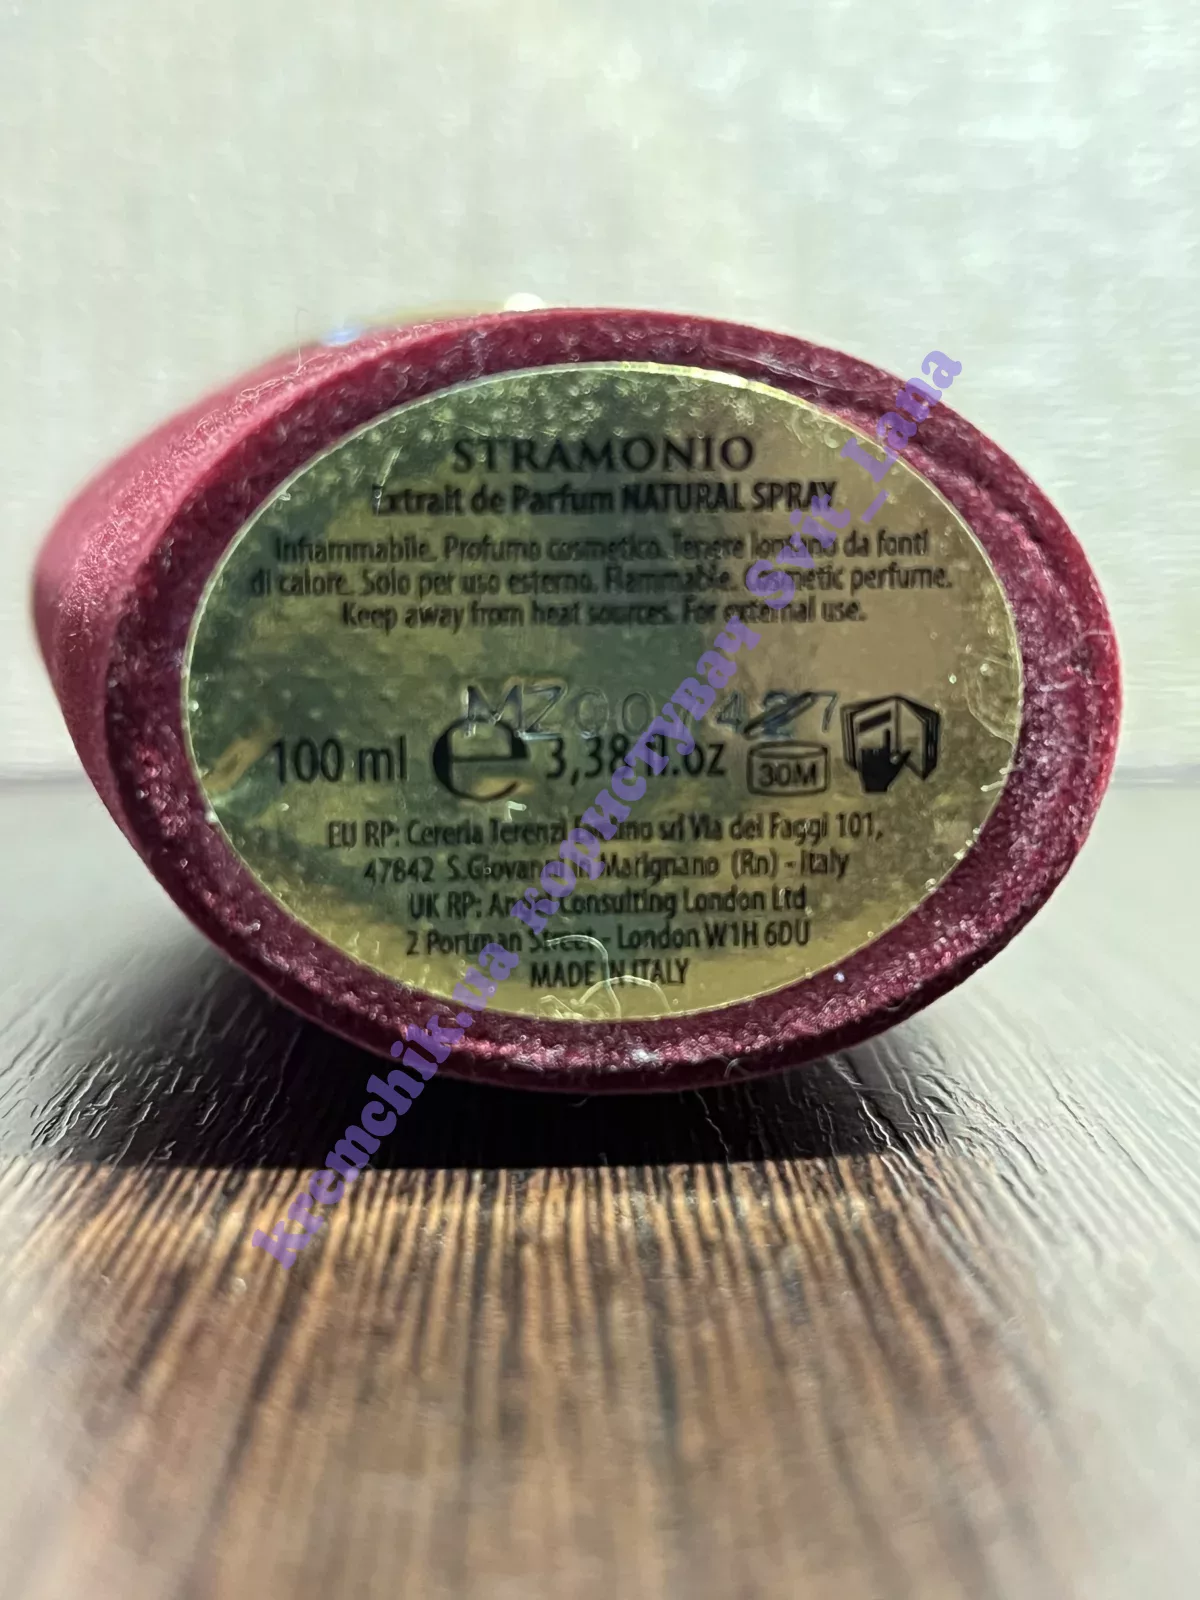 STRAMONIO
Extrait de Parfum NATURAL SPRAY
Infiammabile. Profumo cosmetico. Tenere lontano da fonti
di calore. Solo per uso esterno. Flammable. Cosmetic perfume.
Keep away from heat sources. For external use.
100 ml e 3,38 fl.oz 30M
EU RP: Cereria Terenzi srl Via dei Faggi 101,
47842 S.Giovanni in Marignano (Rn) - Italy
UK RP: Consulting London Ltd
2 Portman Street - London W1H 6DU
MADE IN ITALY
kremchik.ua користувач Svit_Lana